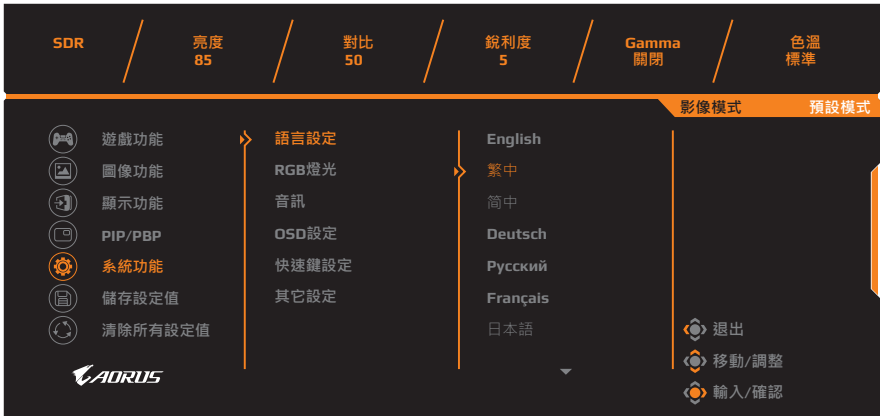 SDR
亮度
85
對比
50
銳利度
5
Gamma
關閉
色溫
標準
影像模式 預設模式
遊戲功能
圖像功能
顯示功能
PIP/PBP
系統功能
儲存設定值
清除所有設定值
AORUS
語言設定
RGB燈光
音訊
OSD設定
快速鍵設定
其它設定
English
繁中
简中
Deutsch
Русский
Français
日本語
退出
移動/調整
輸入/確認